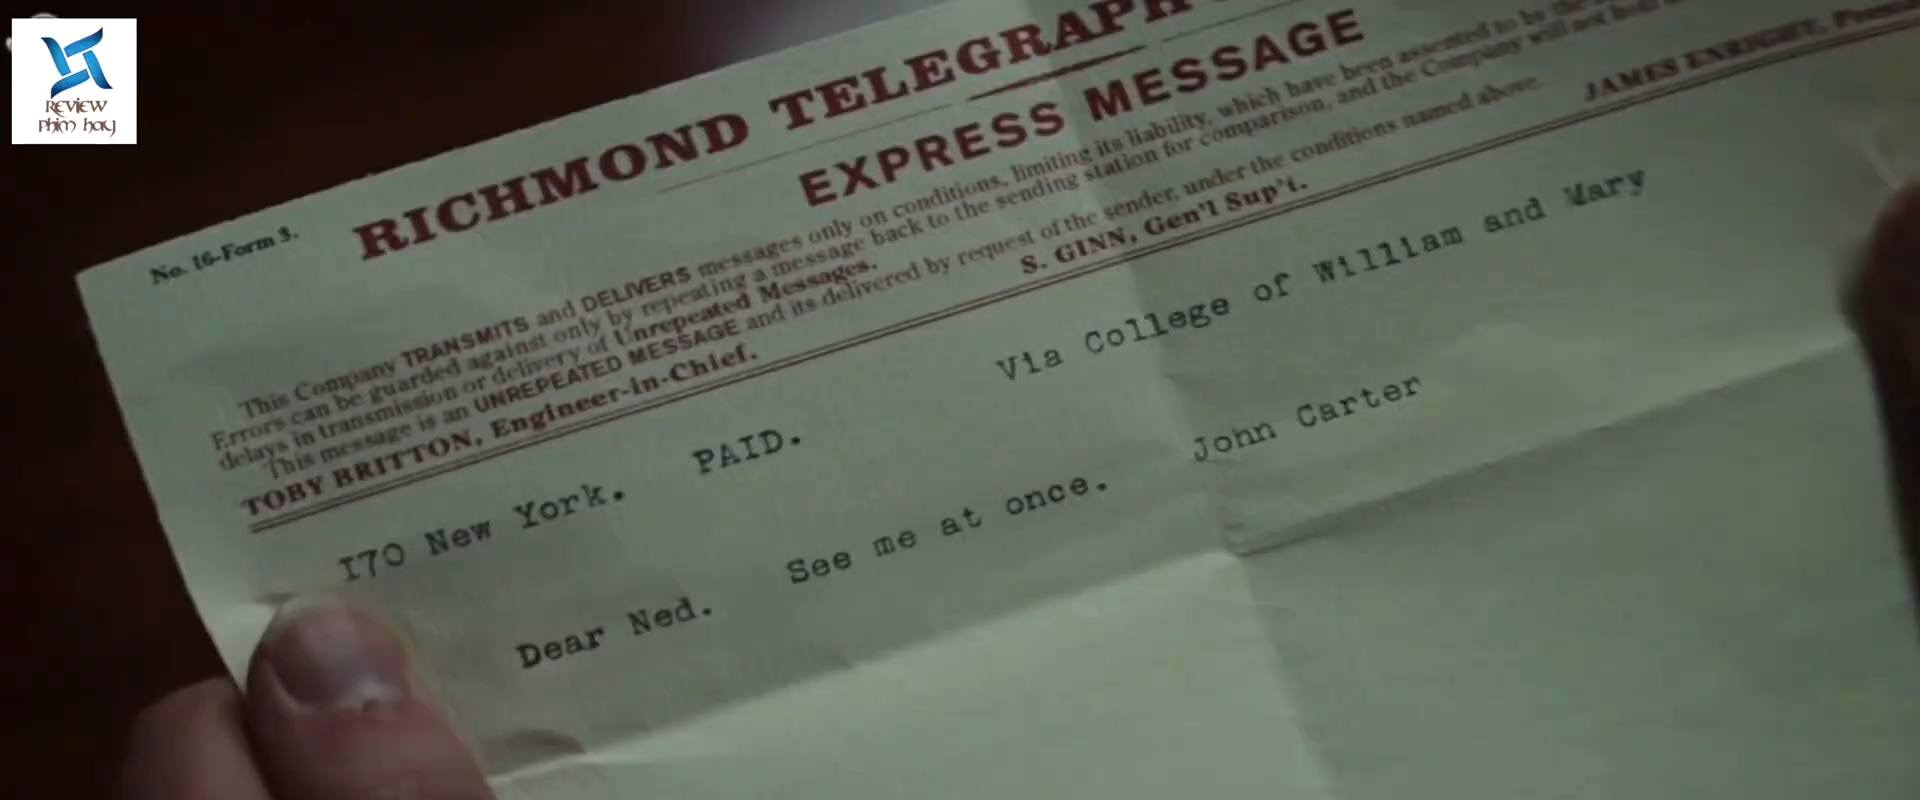 REVIEW
phim hay
RICHMOND TELEGRAPH
EXPRESS MESSAGE
No. 16-Form 3.
This Company TRANSMITS and DELIVERS messages only on conditions, limiting its liability, which have been assented to by the
Errors can be guarded against only by repeating a message back to the sending station for comparison, and the Company will not hold
delays in transmission or delivery of Unrepeated Messages.
This message is an UNREPEATED MESSAGE and its delivered by request of the sender, under the conditions named above.
TOBY BRITTON, Engineer-in-Chief. S. GINN, Gen'l Sup't. JAMES ENRIGHT,
170 New York. PAID. Via College of William and Mary
Dear Ned. See me at once. John Carter